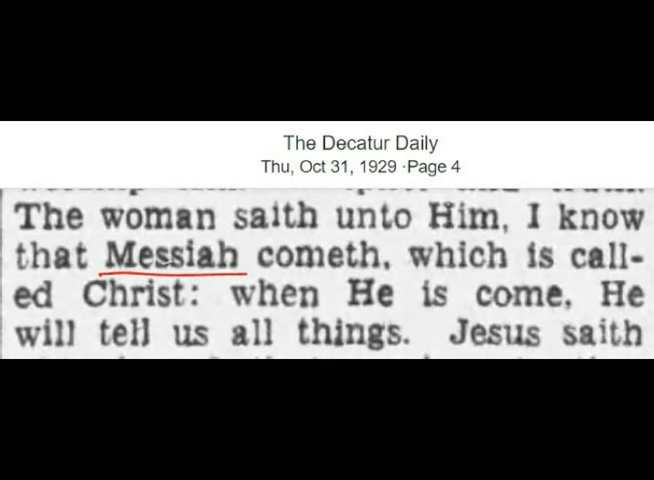 The Decatur Daily
Thu, Oct 31, 1929 · Page 4
The woman saith unto Him, I know
that Messiah cometh, which is call-
ed Christ: when He is come, He
will tell us all things. Jesus saith